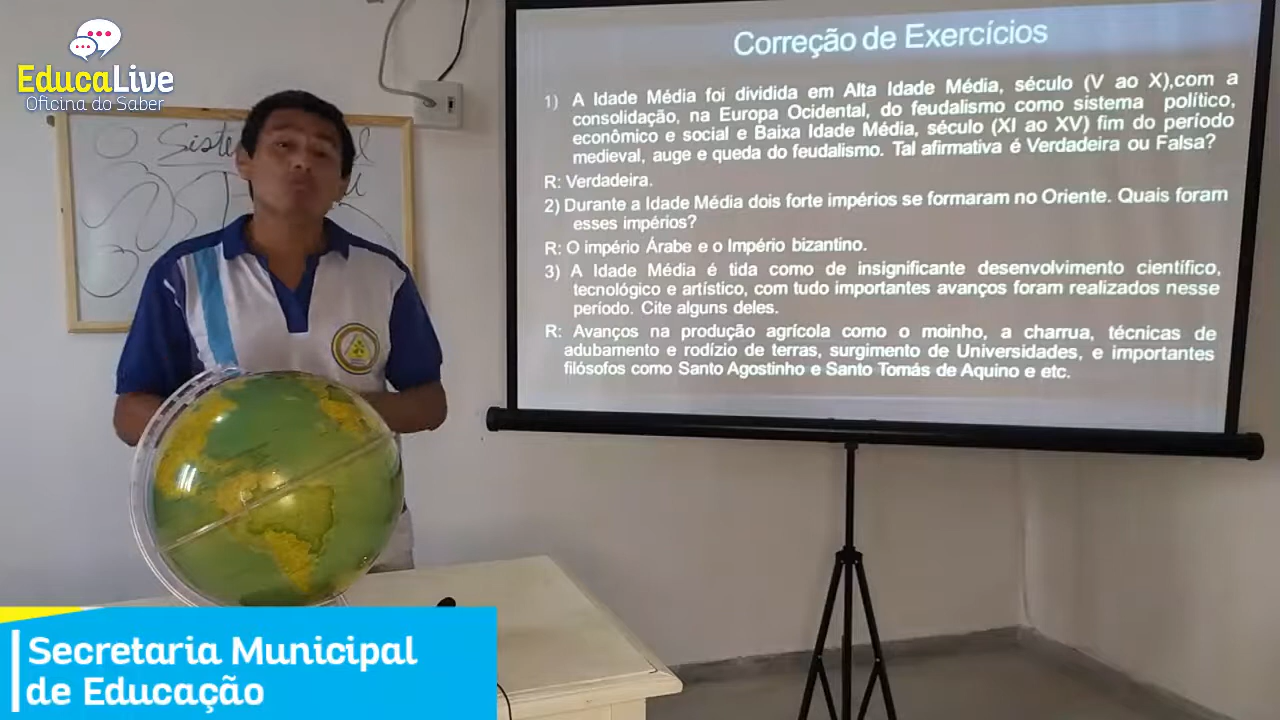 EducaLive
Oficina do Saber
Correção de Exercícios
1) A Idade Média foi dividida em Alta Idade Média, século (V ao X),com a
consolidação, na Europa Ocidental, do feudalismo como sistema político,
econômico e social e Baixa Idade Média, século (XI ao XV) fim do período
medieval, auge e queda do feudalismo. Tal afirmativa é Verdadeira ou Falsa?
R: Verdadeira.
2) Durante a Idade Média dois forte impérios se formaram no Oriente. Quais foram
esses impérios?
R: O império Árabe e o Império bizantino.
3) A Idade Média é tida como de insignificante desenvolvimento científico,
tecnológico e artístico, com tudo importantes avanços foram realizados nesse
período. Cite alguns deles.
R: Avanços na produção agrícola como o moinho, a charrua, técnicas de
adubamento e rodízio de terras, surgimento de Universidades, e importantes
filósofos como Santo Agostinho e Santo Tomás de Aquino e etc.
Secretaria Municipal
de Educação